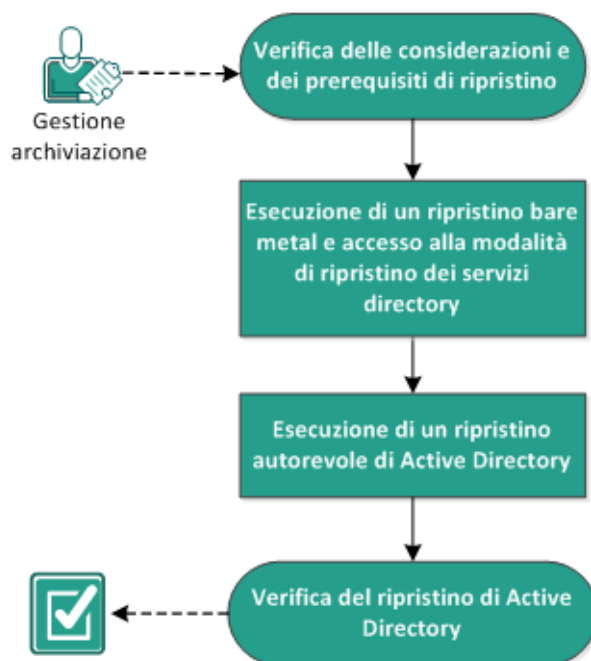 Verifica delle considerazioni e
dei prerequisiti di ripristino
Gestione
archiviazione
Esecuzione di un ripristino bare
metal e accesso alla modalità
di ripristino dei servizi
directory
Esecuzione di un ripristino
autorevole di Active Directory
Verifica del ripristino di Active
Directory